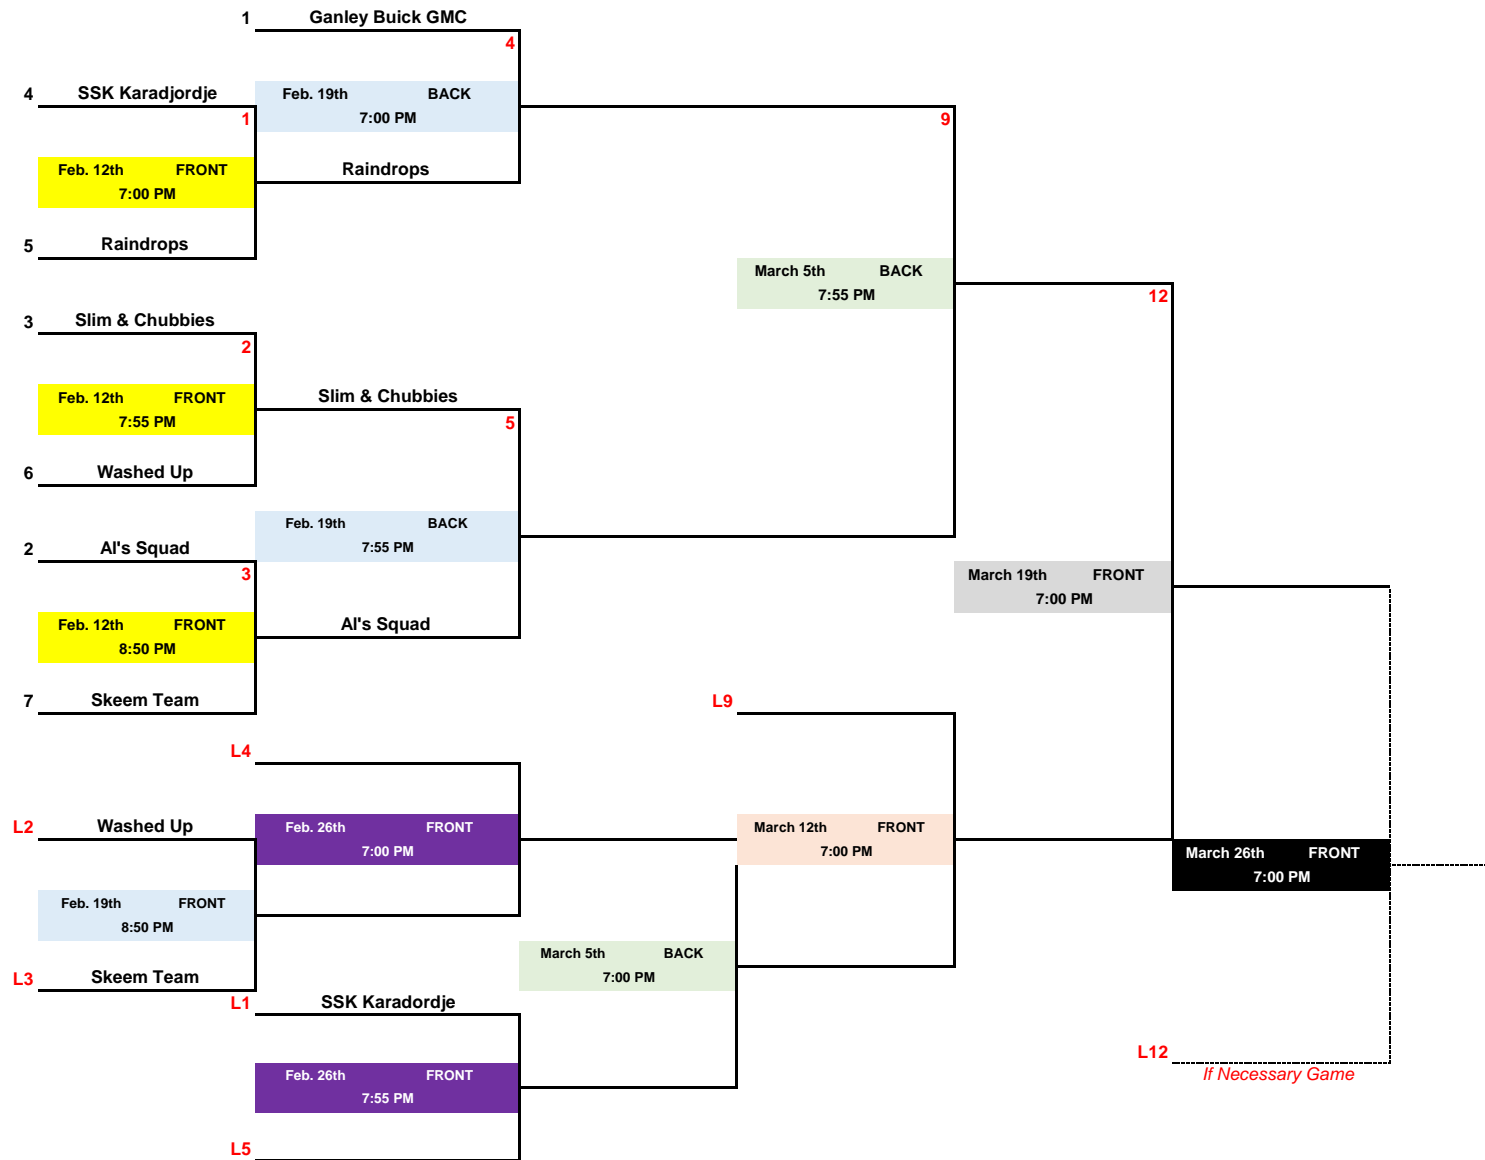 1 Ganley Buick GMC
4
4 SSK Karadjordje
Feb. 19th BACK
7:00 PM
1
9
Feb. 12th FRONT
7:00 PM
Raindrops
5 Raindrops
March 5th BACK
7:55 PM
12
3 Slim & Chubbies
2
Feb. 12th FRONT
7:55 PM
Slim & Chubbies
5
6 Washed Up
Feb. 19th BACK
7:55 PM
2 Al's Squad
3
March 19th FRONT
7:00 PM
Feb. 12th FRONT
8:50 PM
Al's Squad
7 Skeem Team
L9
L4
L2 Washed Up
Feb. 26th FRONT
7:00 PM
March 12th FRONT
7:00 PM
March 26th FRONT
7:00 PM
Feb. 19th FRONT
8:50 PM
March 5th BACK
7:00 PM
L3 Skeem Team
L1 SSK Karadordje
L12
If Necessary Game
Feb. 26th FRONT
7:55 PM
L5